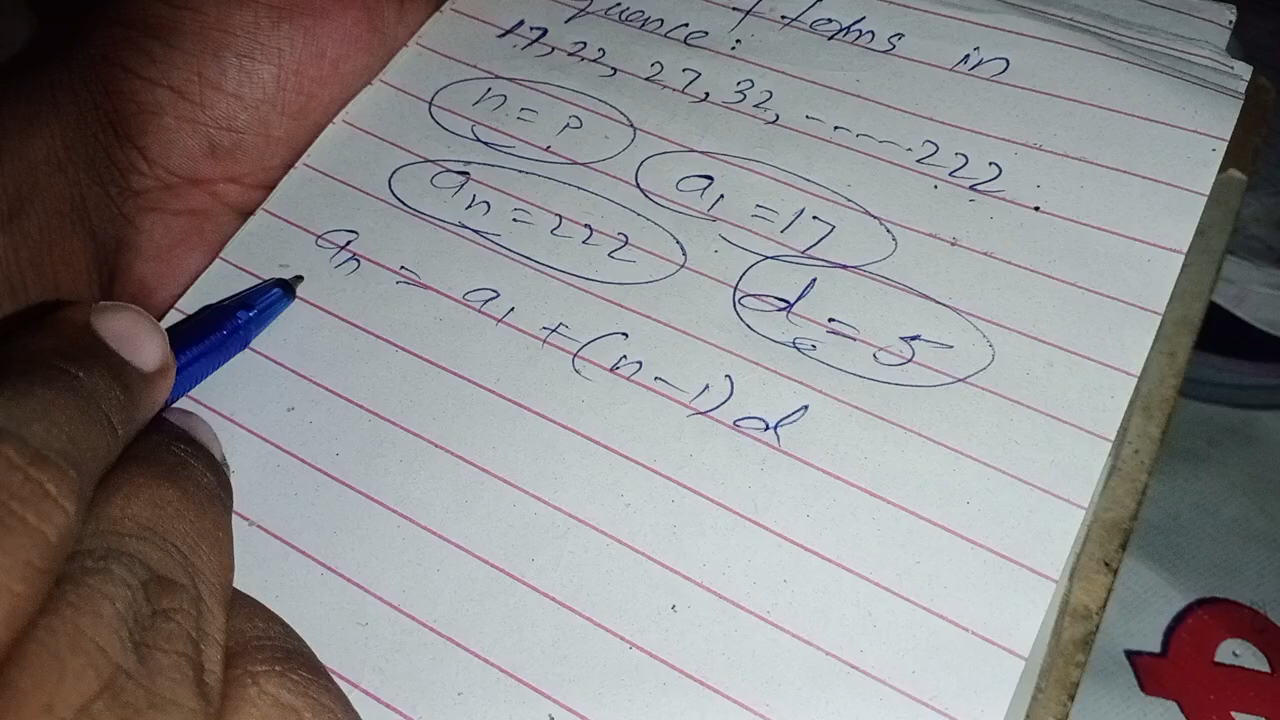 terms in
quence:
17, 22, 27, 32, ------222.
n = ?
a₁ = 17
aₙ = 222
d = 5
aₙ = a₁ + (n-1)d